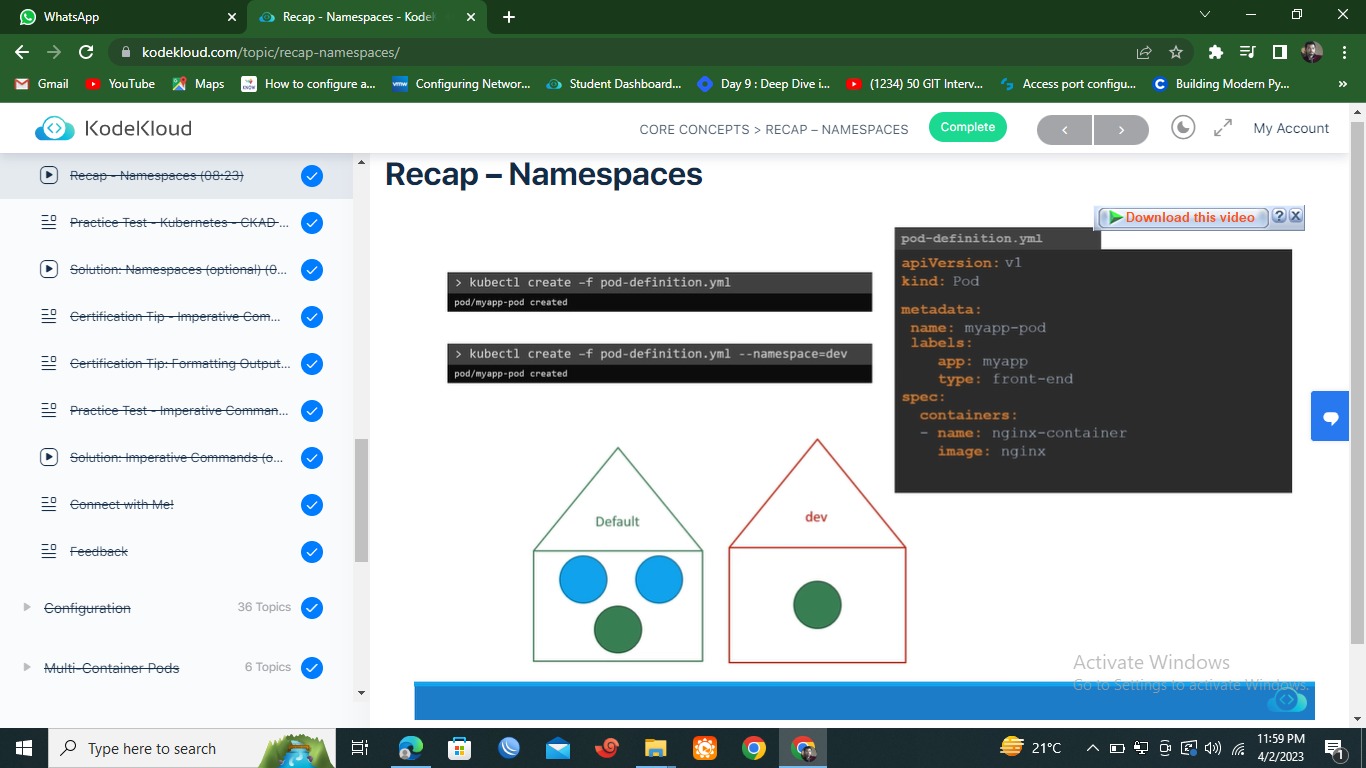 WhatsApp
Recap - Namespaces - KodeK
kodekloud.com/topic/recap-namespaces/
Gmail
YouTube
Maps
How to configure a...
Configuring Networ...
Student Dashboard...
Day 9 : Deep Dive i...
(1234) 50 GIT Interv...
Access port configu...
Building Modern Py...
KodeKloud
CORE CONCEPTS > RECAP – NAMESPACES
Complete
My Account
Recap - Namespaces (08:23)
Practice Test - Kubernetes - CKAD ...
Solution: Namespaces (optional) (0...
Certification Tip - Imperative Com...
Certification Tip: Formatting Output...
Practice Test - Imperative Comman...
Solution: Imperative Commands (o...
Connect with Me!
Feedback
Configuration 36 Topics
Multi-Container Pods 6 Topics
Recap – Namespaces
Download this video
> kubectl create –f pod-definition.yml
pod/myapp-pod created
> kubectl create –f pod-definition.yml --namespace=dev
pod/myapp-pod created
pod-definition.yml
apiVersion: v1
kind: Pod
metadata:
name: myapp-pod
labels:
app: myapp
type: front-end
spec:
containers:
- name: nginx-container
image: nginx
Default
dev
Activate Windows
Go to Settings to activate Windows.
Type here to search
21°C
11:59 PM
4/2/2023
1